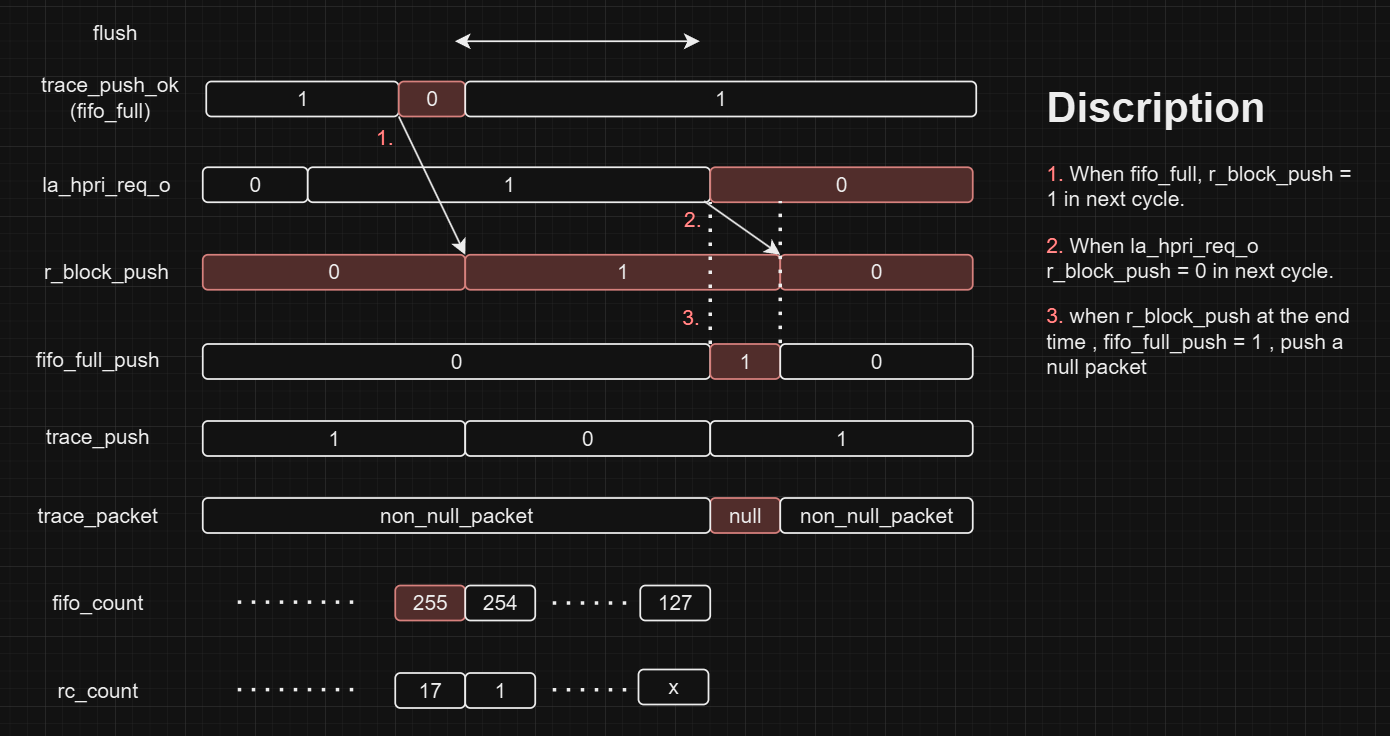 flush
trace_push_ok
(fifo_full)
1 0 1
1.
la_hpri_req_o
0 1 0
2.
r_block_push
0 1 0
3.
fifo_full_push
0 1 0
trace_push
1 0 1
trace_packet
non_null_packet null non_null_packet
fifo_count
255 254 127
rc_count
17 1 x
Discription
1. When fifo_full, r_block_push =
1 in next cycle.
2. When la_hpri_req_o
r_block_push = 0 in next cycle.
3. when r_block_push at the end
time , fifo_full_push = 1 , push a
null packet